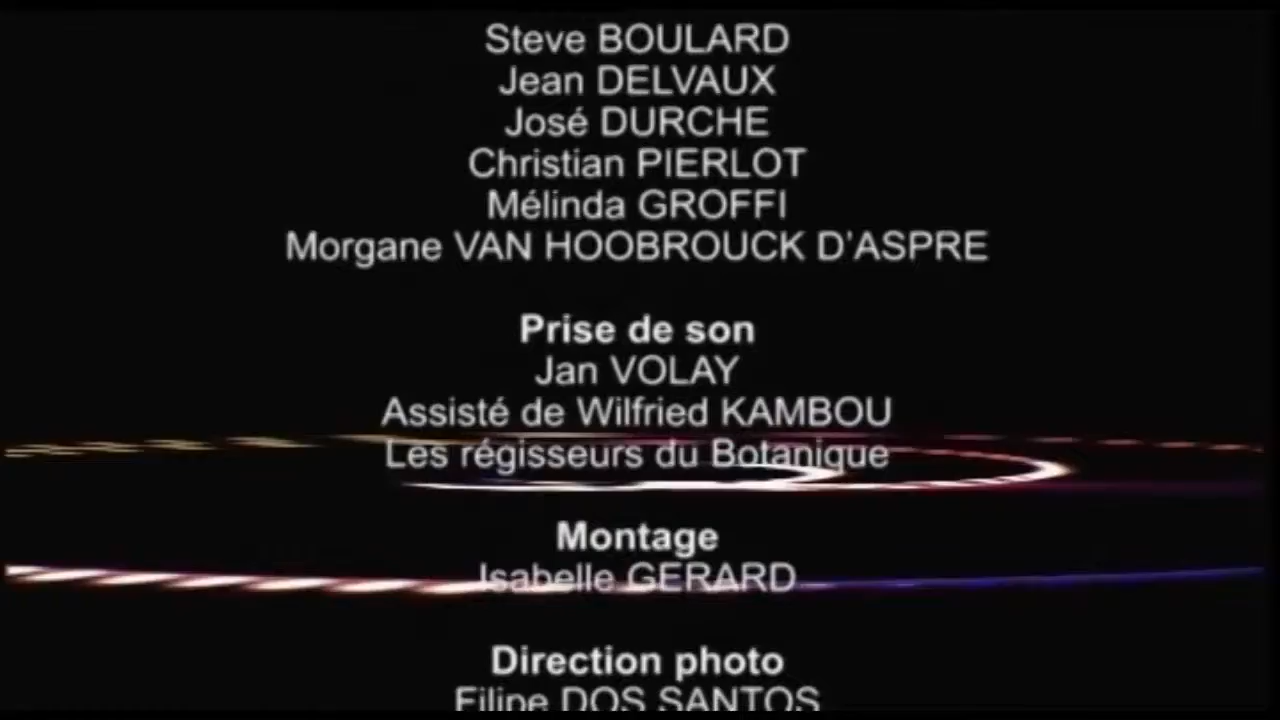 Steve BOULARD
Jean DELVAUX
José DURCHE
Christian PIERLOT
Mélinda GROFFI
Morgane VAN HOOBROUCK D'ASPRE
Prise de son
Jan VOLAY
Assisté de Wilfried KAMBOU
Les régisseurs du Botanique
Montage
Isabelle GERARD
Direction photo
Filipe DOS SANTOS